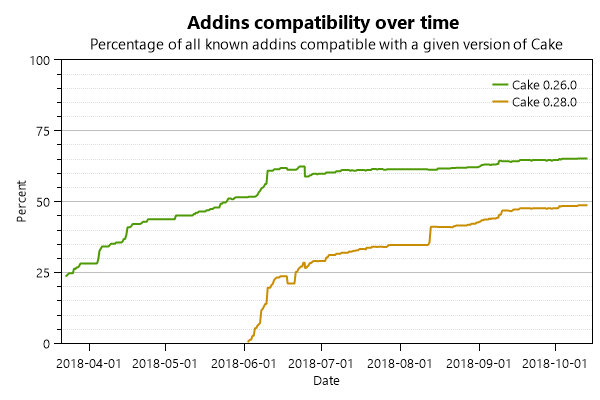 Addins compatibility over time
Percentage of all known addins compatible with a given version of Cake
100
Cake 0.26.0
Cake 0.28.0
75
50
Percent
25
0
2018-04-01 2018-05-01 2018-06-01 2018-07-01 2018-08-01 2018-09-01 2018-10-01
Date